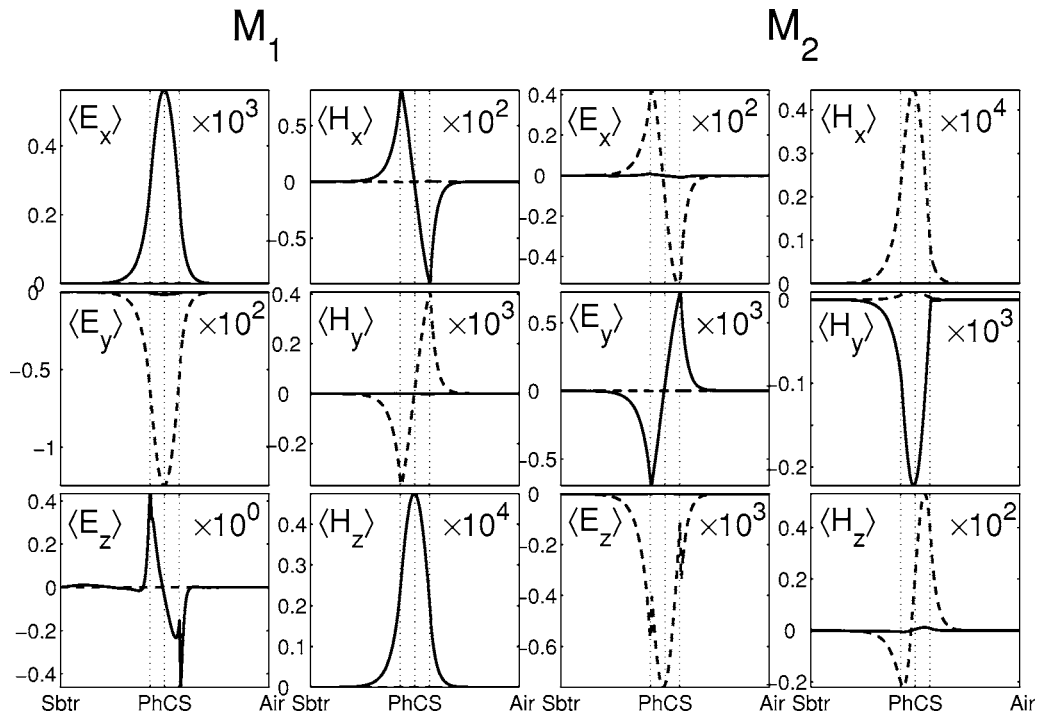 M1 M2
⟨Ex⟩ ×10^3 ⟨Hx⟩ ×10^2 ⟨Ex⟩ ×10^2 ⟨Hx⟩ ×10^4
0.4 0.2 0
0.5 0 −0.5
0.4 0.2 0 −0.2 −0.4
0.4 0.3 0.2 0.1 0
⟨Ey⟩ ×10^2 ⟨Hy⟩ ×10^3 ⟨Ey⟩ ×10^3 ⟨Hy⟩ ×10^3
0 −0.5 −1
0.4 0.2 0 −0.2
0.5 0 −0.5
0 −0.1 −0.2
⟨Ez⟩ ×10^0 ⟨Hz⟩ ×10^4 ⟨Ez⟩ ×10^3 ⟨Hz⟩ ×10^2
0.4 0.2 0 −0.2 −0.4
0.4 0.3 0.2 0.1 0
0 −0.2 −0.4 −0.6
0.4 0.2 0 −0.2
Sbtr PhCS Air Sbtr PhCS Air Sbtr PhCS Air Sbtr PhCS Air